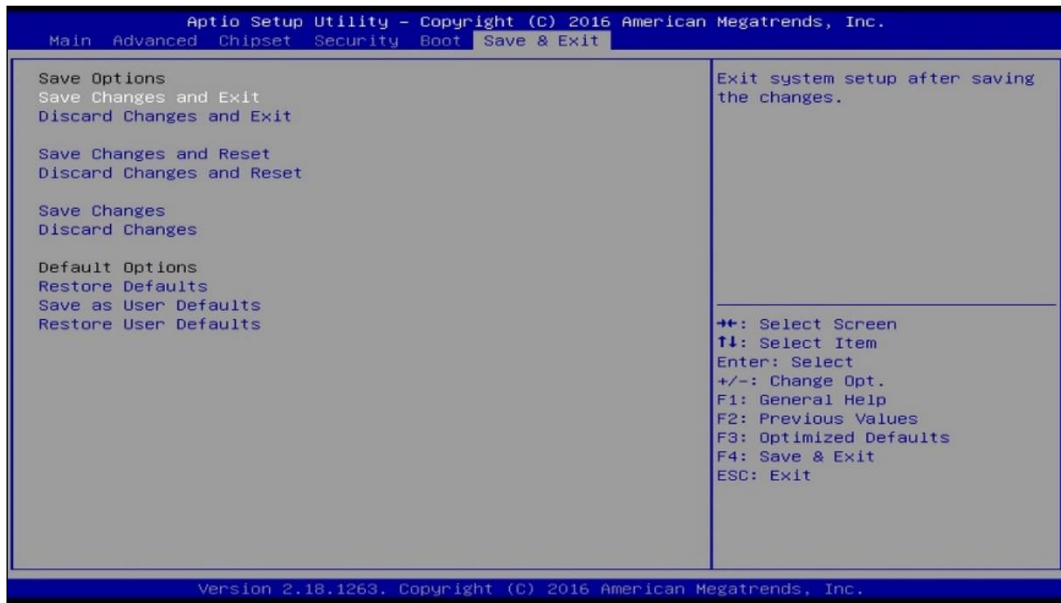 Aptio Setup Utility – Copyright (C) 2016 American Megatrends, Inc.
Main Advanced Chipset Security Boot Save & Exit
Save Options
Save Changes and Exit
Discard Changes and Exit
Save Changes and Reset
Discard Changes and Reset
Save Changes
Discard Changes
Default Options
Restore Defaults
Save as User Defaults
Restore User Defaults
Exit system setup after saving
the changes.
→←: Select Screen
↑↓: Select Item
Enter: Select
+/-: Change Opt.
F1: General Help
F2: Previous Values
F3: Optimized Defaults
F4: Save & Exit
ESC: Exit
Version 2.18.1263. Copyright (C) 2016 American Megatrends, Inc.